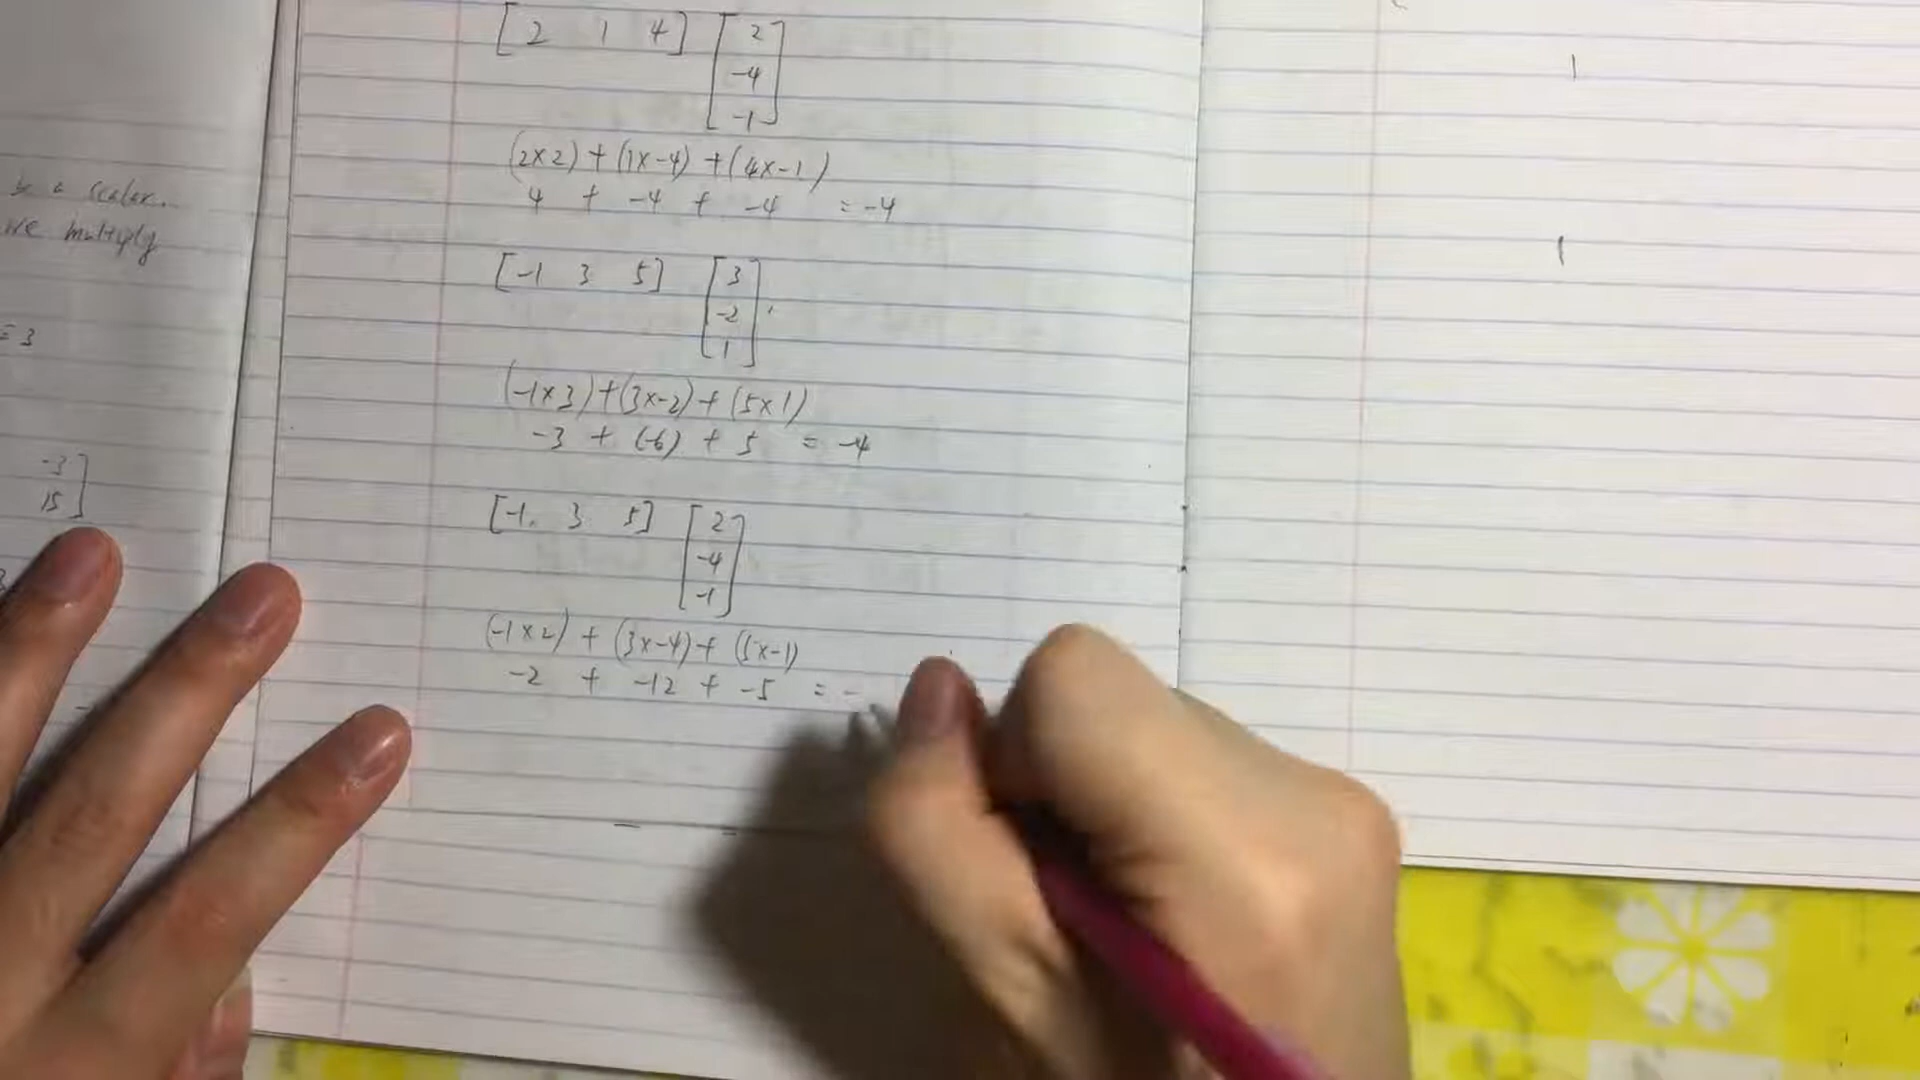 [2 1 4] [2
-4
-1]
(2x2) + (1x-4) + (4x-1)
4 + -4 + -4 = -4
[-1 3 5] [3
-2
1]
(-1x3)+(3x-2)+(5x1)
-3 + (-6) + 5 = -4
[-1. 3 5] [2
-4
-1]
(-1x2) + (3x-4)+ (5x-1)
-2 + -12 + -5 = -
a scalar.
we multiply
= 3
-3]
15]